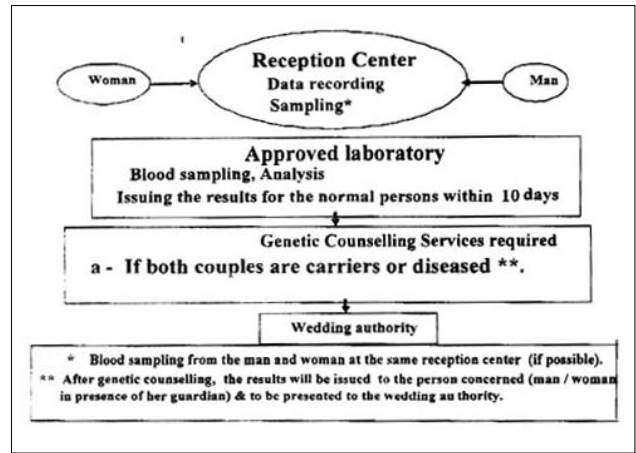 Reception Center
Woman
Data recording
Man
Sampling*
Approved laboratory
Blood sampling, Analysis
Issuing the results for the normal persons within 10 days
Genetic Counselling Services required
a - If both couples are carriers or diseased **.
Wedding authority
* Blood sampling from the man and woman at the same reception center (if possible).
** After genetic counselling, the results will be issued to the person concerned (man / woman
in presence of her guardian) & to be presented to the wedding au thority.